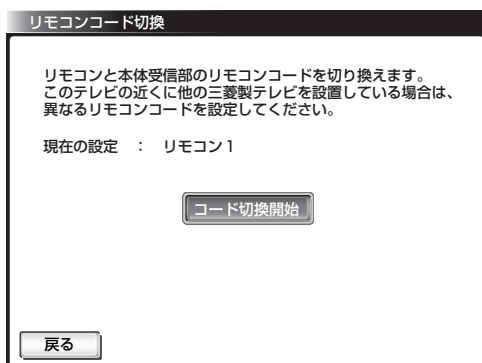 リモコンコード切換
リモコンと本体受信部のリモコンコードを切り換えます。
このテレビの近くに他の三菱製テレビを設置している場合は、
異なるリモコンコードを設定してください。
現在の設定　：　リモコン１
コード切換開始
戻る